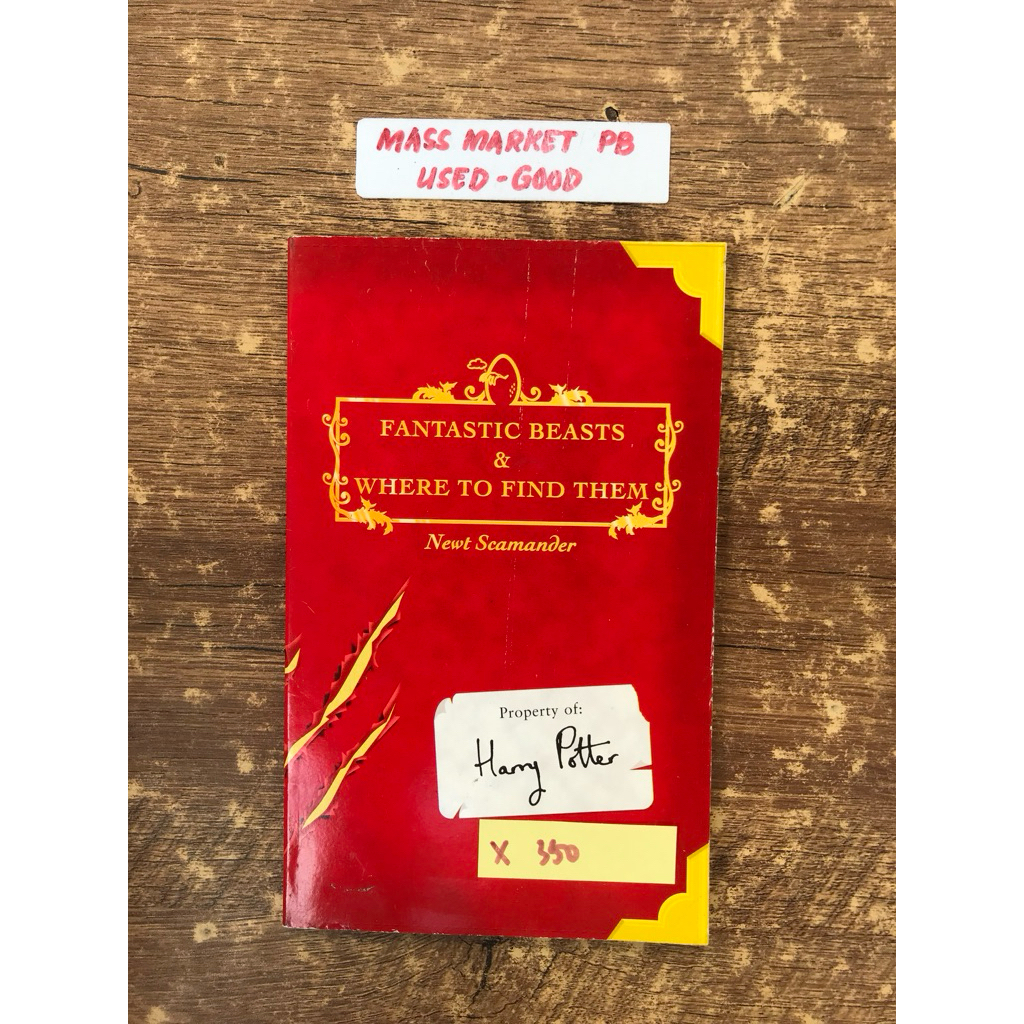 MASS MARKET PB
USED - GOOD
FANTASTIC BEASTS
&
WHERE TO FIND THEM
Newt Scamander
Property of:
Harry Potter
X 350